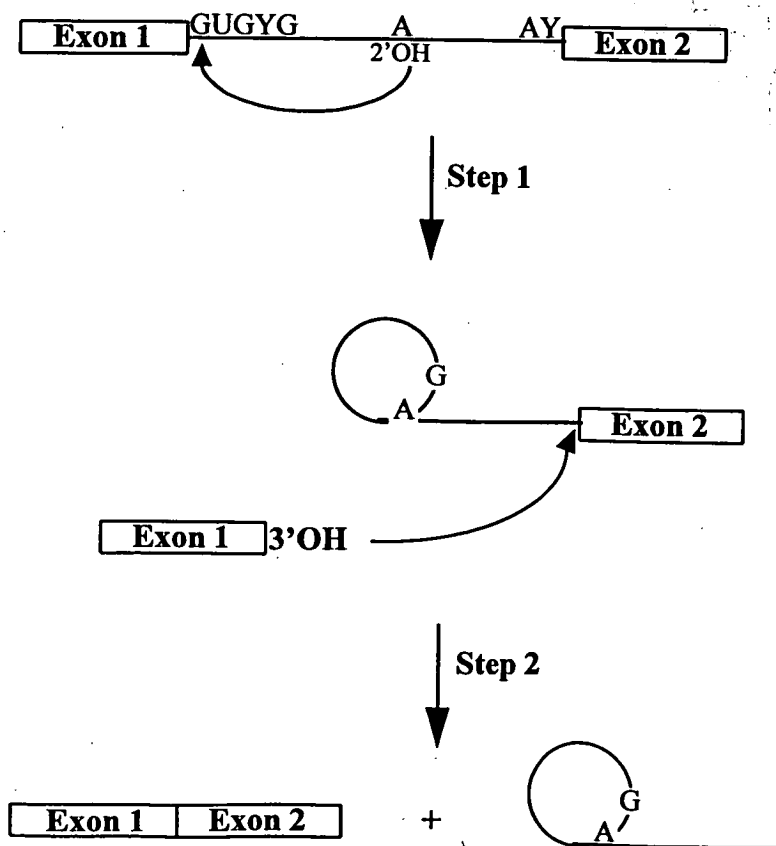 Exon 1 GUGYG A AY Exon 2
2'OH
Step 1
G
A
Exon 2
Exon 1 3'OH
Step 2
Exon 1 Exon 2 + G
A